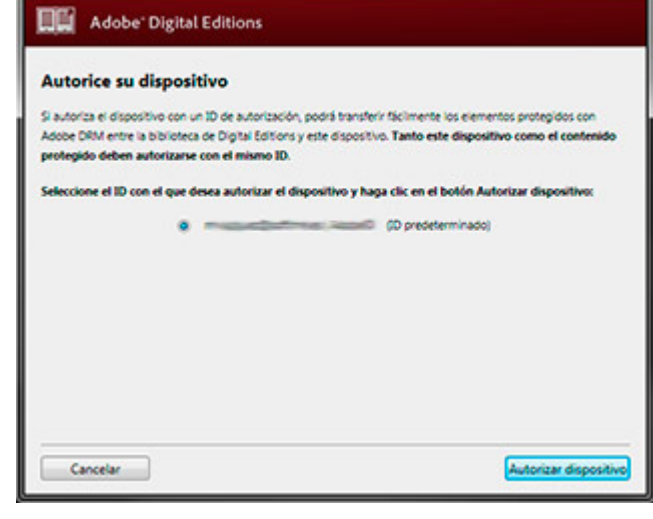 Adobe® Digital Editions
Autorice su dispositivo
Si autoriza el dispositivo con un ID de autorización, podrá transferir fácilmente los elementos protegidos con
Adobe DRM entre la biblioteca de Digital Editions y este dispositivo. Tanto este dispositivo como el contenido
protegido deben autorizarse con el mismo ID.
Seleccione el ID con el que desea autorizar el dispositivo y haga clic en el botón Autorizar dispositivo:
(ID predeterminado)
Cancelar
Autorizar dispositivo